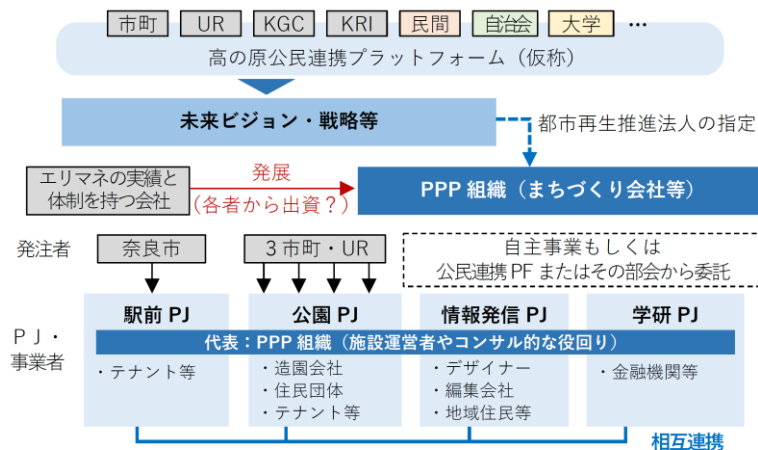 市町 UR KGC KRI 民間 自治会 大学 …
高の原公民連携プラットフォーム（仮称）
未来ビジョン・戦略等
都市再生推進法人の指定
エリマネの実績と
体制を持つ会社
発展
（各者から出資？）
PPP 組織（まちづくり会社等）
発注者
奈良市
３市町・UR
自主事業もしくは
公民連携 PF またはその部会から委託
ＰＪ・
事業者
駅前 PJ
公園 PJ
情報発信 PJ
学研 PJ
代表：PPP 組織（施設運営者やコンサル的な役回り）
・テナント等
・造園会社
・住民団体
・テナント等
・デザイナー
・編集会社
・地域住民等
・金融機関等
相互連携